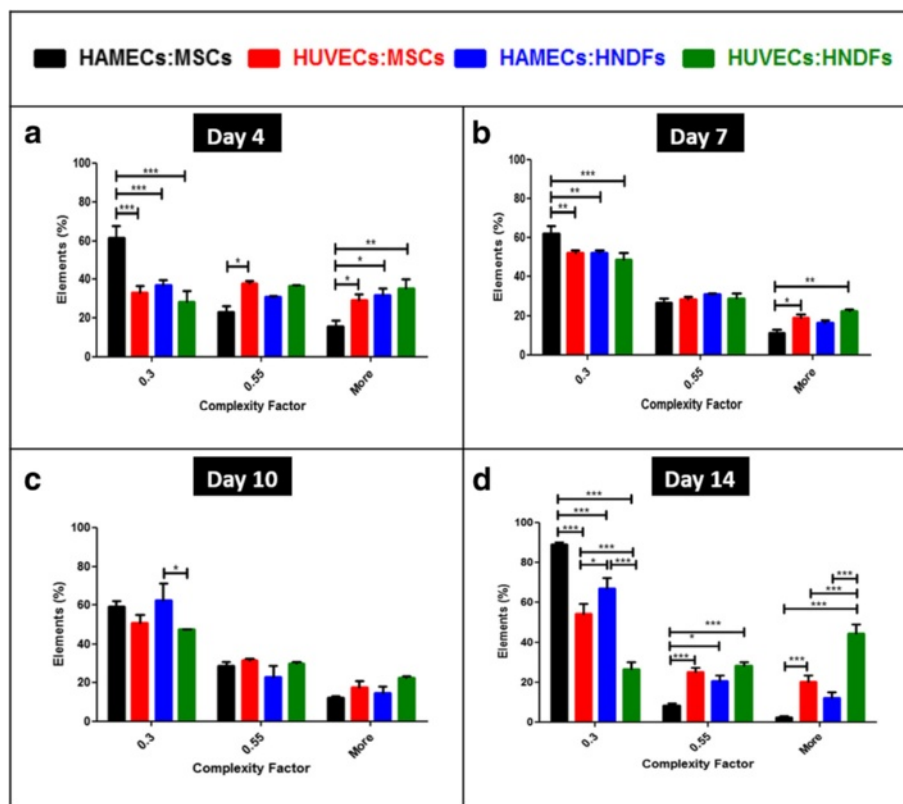 HAMECs:MSCs HUVECs:MSCs HAMECs:HNDFs HUVECs:HNDFs
a
Day 4
Elements (%)
100
80
60
40
20
0
***
***
***
*
**
*
*
0.3
0.55
More
Complexity Factor
b
Day 7
Elements (%)
100
80
60
40
20
0
***
**
**
**
*
0.3
0.55
More
Complexity Factor
c
Day 10
Elements (%)
100
80
60
40
20
0
*
0.3
0.55
More
Complexity Factor
d
Day 14
Elements (%)
100
80
60
40
20
0
***
***
***
***
*
***
***
*
***
***
***
***
***
0.3
0.55
More
Complexity Factor